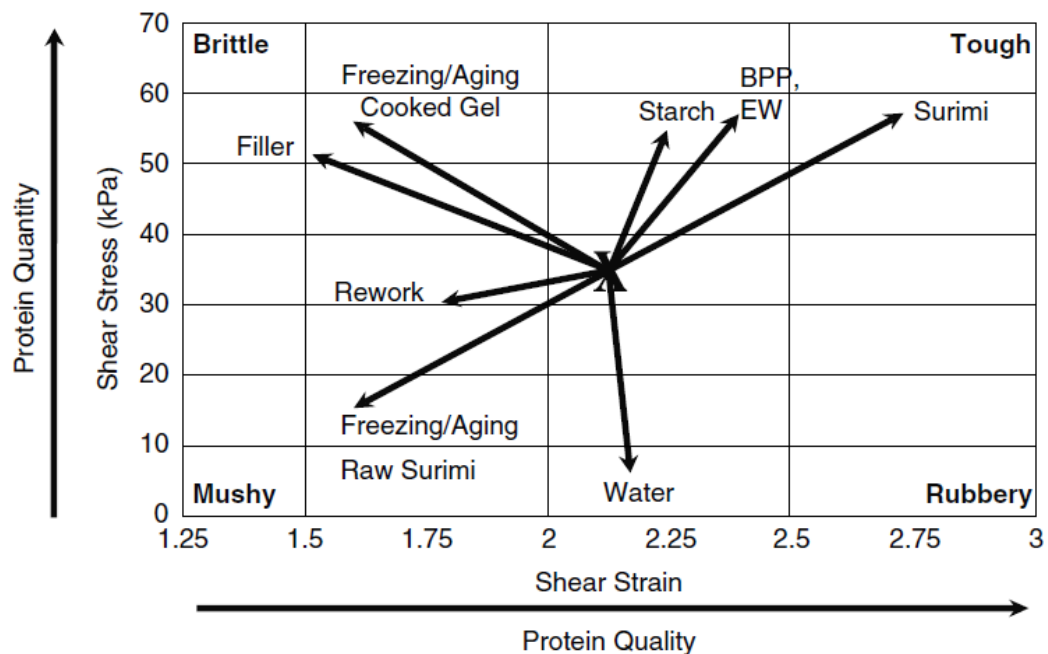 70
Brittle
Tough
Freezing/Aging
Cooked Gel
BPP,
EW
60
Starch
Surimi
Filler
50
Protein Quantity
Shear Stress (kPa)
40
Rework
30
20
Freezing/Aging
Raw Surimi
10
Water
Mushy
Rubbery
0
1.25 1.5 1.75 2 2.25 2.5 2.75 3
Shear Strain
Protein Quality